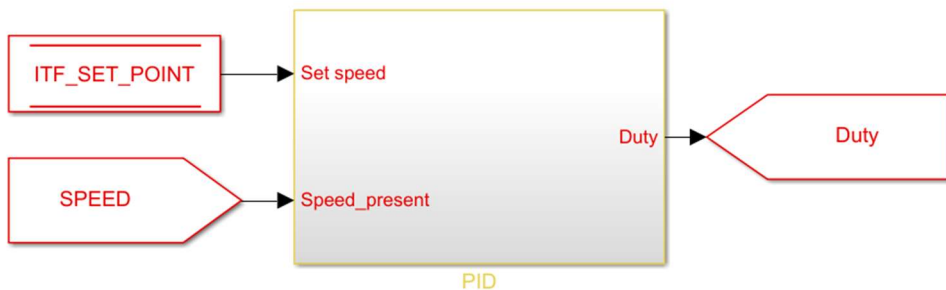 ITF_SET_POINT
Set speed
Duty
Duty
SPEED
Speed_present
PID